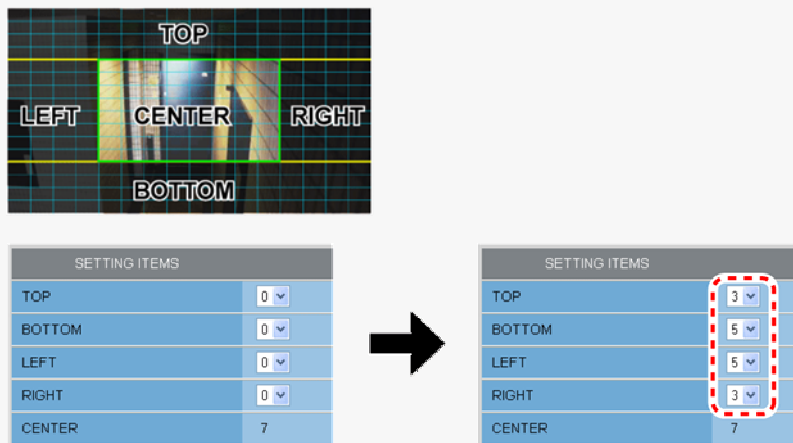 TOP
LEFT CENTER RIGHT
BOTTOM
SETTING ITEMS
TOP 0
BOTTOM 0
LEFT 0
RIGHT 0
CENTER 7
SETTING ITEMS
TOP 3
BOTTOM 5
LEFT 5
RIGHT 3
CENTER 7